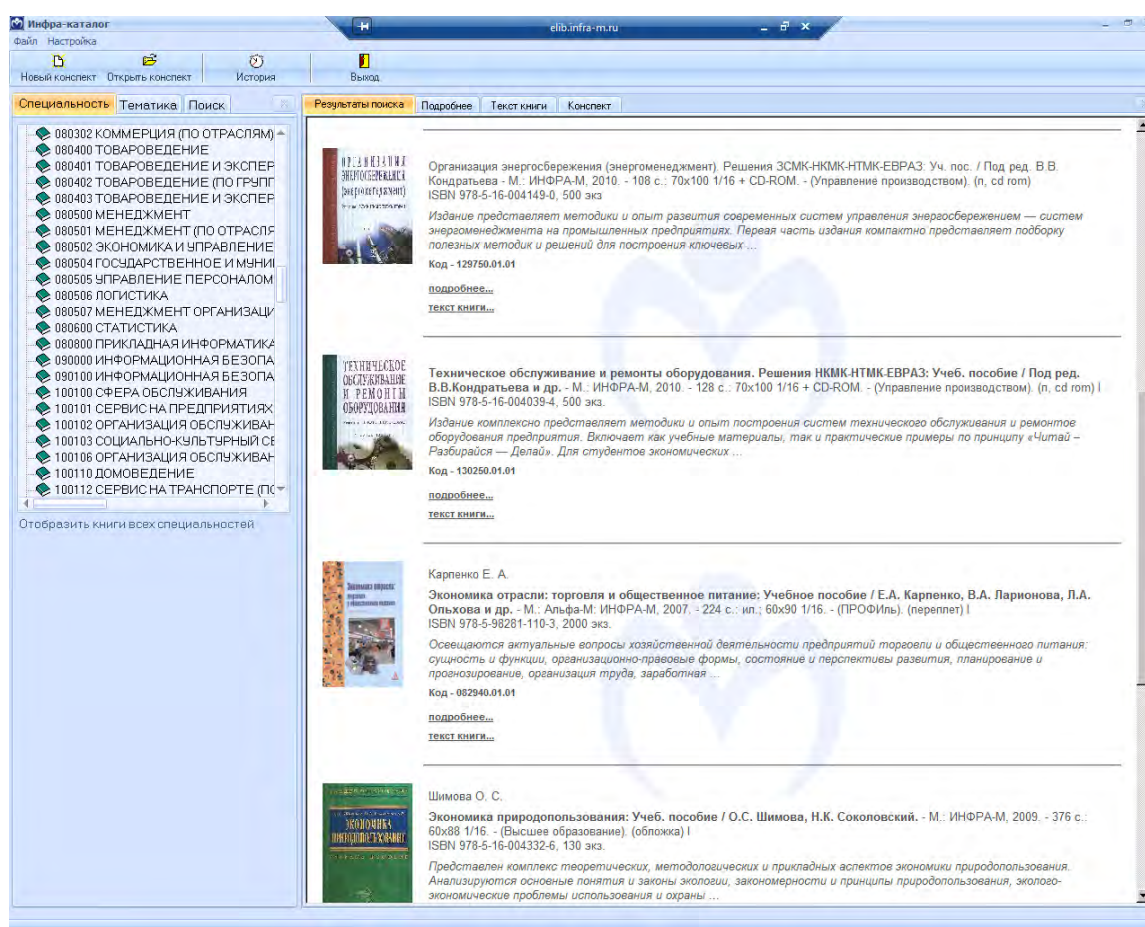 Инфра-каталог
elib.infra-m.ru
Файл Настройка
Новый конспект Открыть конспект История Выход
Специальность Тематика Поиск
080302 КОММЕРЦИЯ (ПО ОТРАСЛЯМ)
080400 ТОВАРОВЕДЕНИЕ
080401 ТОВАРОВЕДЕНИЕ И ЭКСПЕР
080402 ТОВАРОВЕДЕНИЕ (ПО ГРУПП
080403 ТОВАРОВЕДЕНИЕ И ЭКСПЕР
080500 МЕНЕДЖМЕНТ
080501 МЕНЕДЖМЕНТ (ПО ОТРАСЛЯ
080502 ЭКОНОМИКА И УПРАВЛЕНИЕ
080504 ГОСУДАРСТВЕННОЕ И МУНИ
080505 УПРАВЛЕНИЕ ПЕРСОНАЛОМ
080506 ЛОГИСТИКА
080507 МЕНЕДЖМЕНТ ОРГАНИЗАЦИ
080600 СТАТИСТИКА
080800 ПРИКЛАДНАЯ ИНФОРМАТИКА
090000 ИНФОРМАЦИОННАЯ БЕЗОПА
090100 ИНФОРМАЦИОННАЯ БЕЗОПА
100100 СФЕРА ОБСЛУЖИВАНИЯ
100101 СЕРВИС НА ПРЕДПРИЯТИЯХ
100102 ОРГАНИЗАЦИЯ ОБСЛУЖИВАН
100103 СОЦИАЛЬНО-КУЛЬТУРНЫЙ СЕ
100106 ОРГАНИЗАЦИЯ ОБСЛУЖИВАН
100110 ДОМОВЕДЕНИЕ
100112 СЕРВИС НА ТРАНСПОРТЕ (ПО
Отобразить книги всех специальностей
Результаты поиска Подробнее Текст книги Конспект
ОРГАНИЗАЦИЯ
ЭНЕРГОСБЕРЕЖЕНИЯ
(энергоменеджмент)
Организация энергосбережения (энергоменеджмент). Решения ЗСМК-НКМК-НТМК-ЕВРАЗ: Уч. пос. / Под ред. В.В.
Кондратьева - М.: ИНФРА-М, 2010. - 108 с.: 70x100 1/16 + CD-ROM. - (Управление производством). (п, cd rom)
ISBN 978-5-16-004149-0, 500 экз
Издание представляет методики и опыт развития современных систем управления энергосбережением — систем
энергоменеджмента на промышленных предприятиях. Первая часть издания компактно представляет подборку
полезных методик и решений для построения ключевых ...
Код - 129750.01.01
подробнее...
текст книги...
ТЕХНИЧЕСКОЕ
ОБСЛУЖИВАНИЕ
И РЕМОНТЫ
ОБОРУДОВАНИЯ
Техническое обслуживание и ремонты оборудования. Решения НКМК-НТМК-ЕВРАЗ: Учеб. пособие / Под ред.
В.В.Кондратьева и др. - М.: ИНФРА-М, 2010. - 128 с.: 70x100 1/16 + CD-ROM. - (Управление производством). (п, cd rom) I
ISBN 978-5-16-004039-4, 500 экз.
Издание комплексно представляет методики и опыт построения систем технического обслуживания и ремонтов
оборудования предприятия. Включает как учебные материалы, так и практические примеры по принципу «Читай –
Разбирайся — Делай». Для студентов экономических ...
Код - 130250.01.01
подробнее...
текст книги...
Экономика отрасли:
Карпенко Е. А.
Экономика отрасли: торговля и общественное питание: Учебное пособие / Е.А. Карпенко, В.А. Ларионова, Л.А.
Ольхова и др. - М.: Альфа-М: ИНФРА-М, 2007. - 224 с.: ил.; 60x90 1/16. - (ПРОФИль). (переплет) I
ISBN 978-5-98281-110-3, 2000 экз.
Освещаются актуальные вопросы хозяйственной деятельности предприятий торговли и общественного питания:
сущность и функции, организационно-правовые формы, состояние и перспективы развития, планирование и
прогнозирование, организация труда, заработная ...
Код - 082940.01.01
подробнее...
текст книги...
ЭКОНОМИКА
ПРИРОДОПОЛЬЗОВАНИЯ
Шимова О. С.
Экономика природопользования: Учеб. пособие / О.С. Шимова, Н.К. Соколовский. - М.: ИНФРА-М, 2009. - 376 с.:
60x88 1/16. - (Высшее образование). (обложка) I
ISBN 978-5-16-004332-6, 130 экз.
Представлен комплекс теоретических, методологических и прикладных аспектов экономики природопользования.
Анализируются основные понятия и законы экологии, закономерности и принципы природопользования, эколого-
экономические проблемы использования и охраны ...